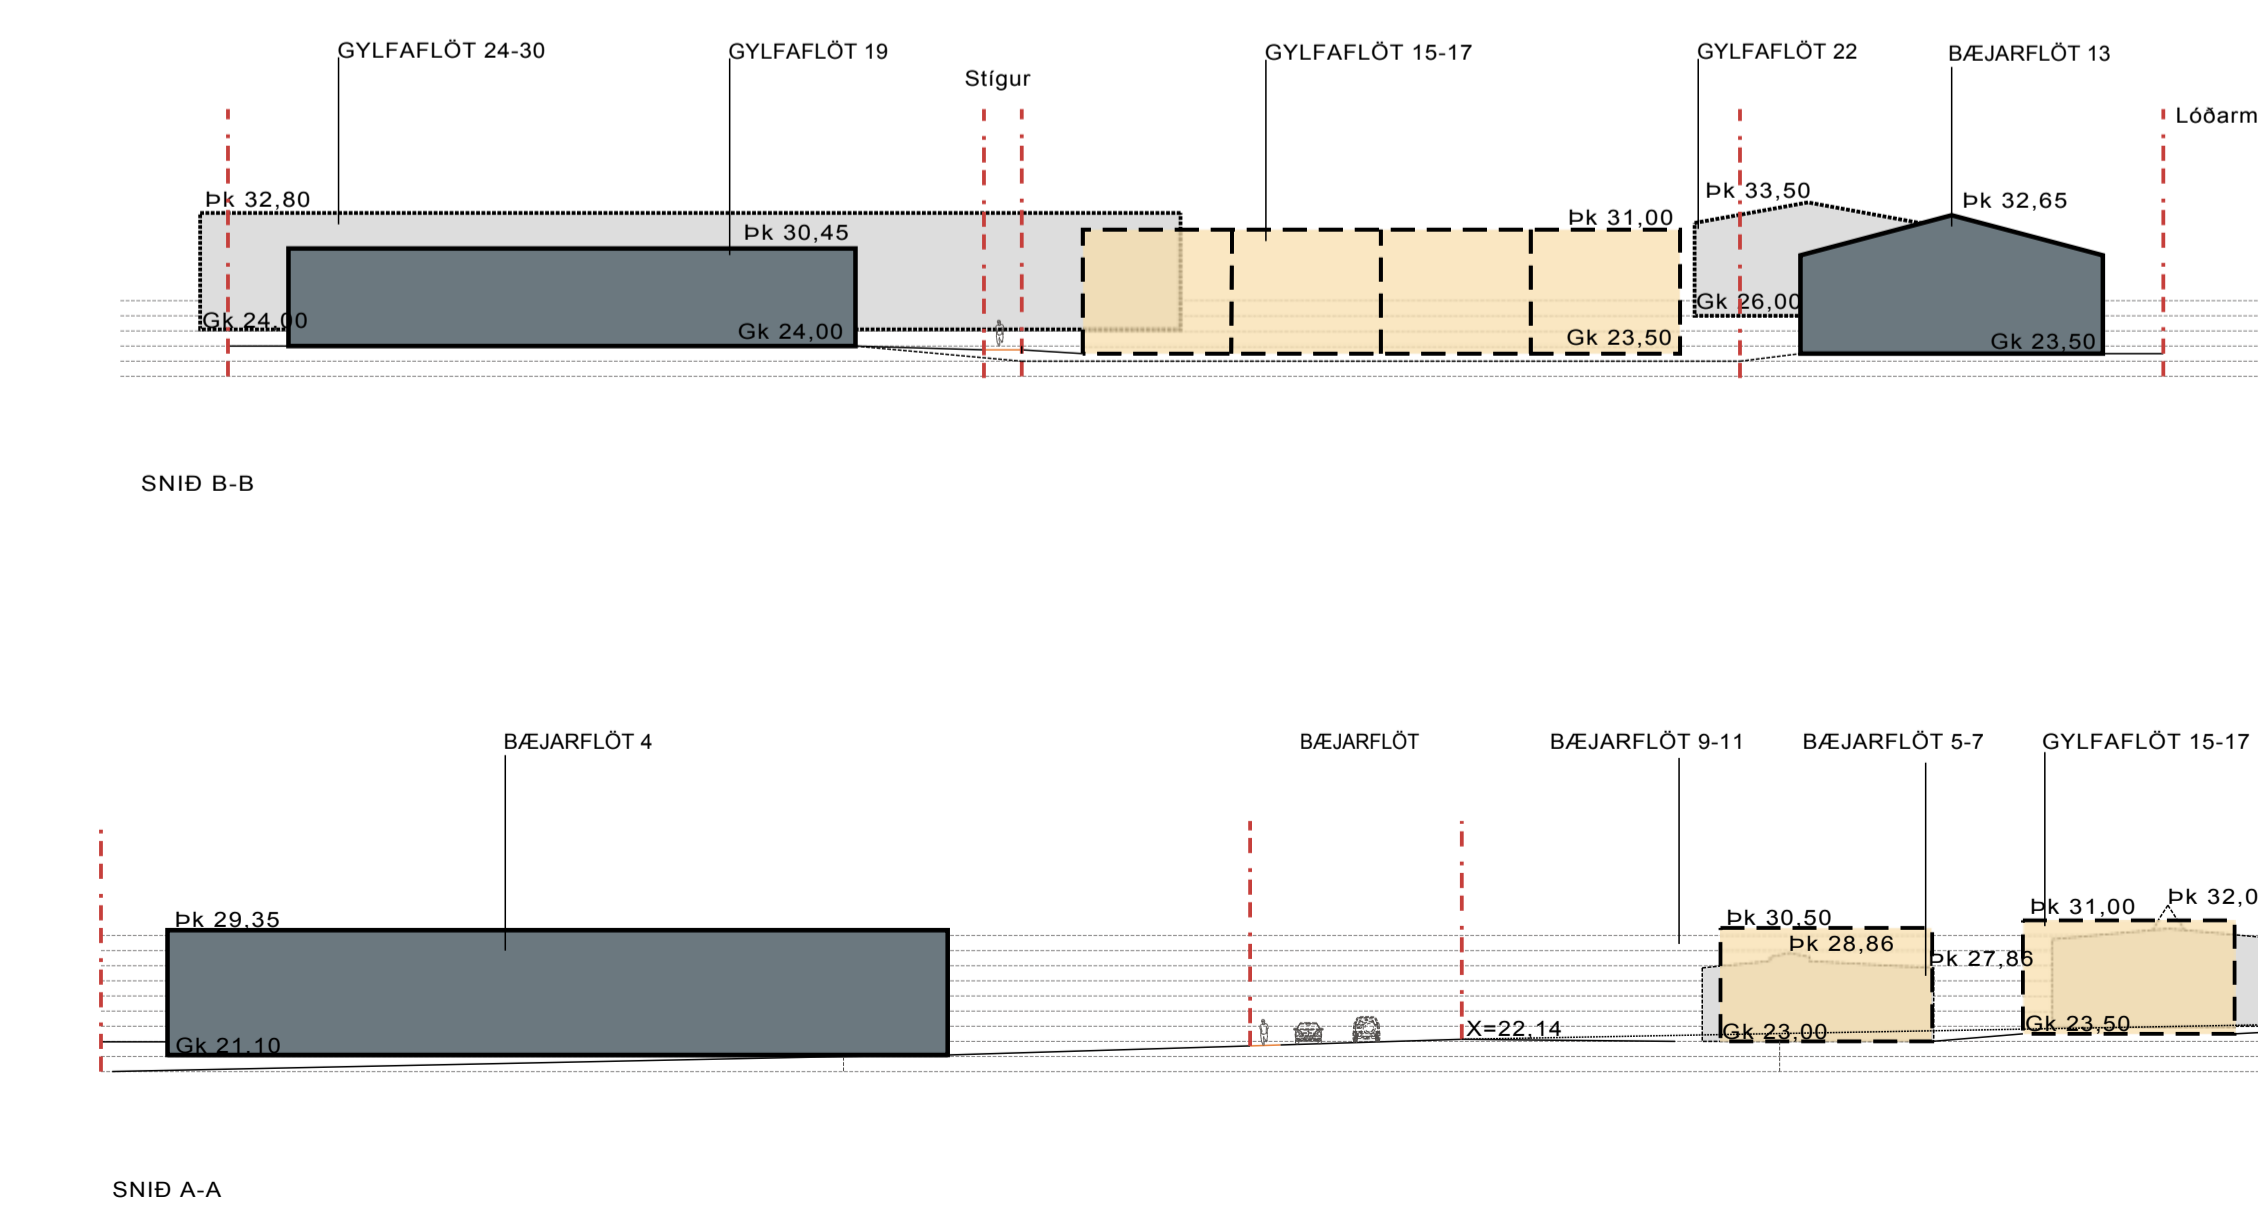 GYLFAFLÖT 24-30
GYLFAFLÖT 19
Stígur
GYLFAFLÖT 15-17
GYLFAFLÖT 22
BÆJARFLÖT 13
Lóðarm
Þk 32,80
Þk 30,45
Þk 31,00
Þk 33,50
Þk 32,65
Gk 24,00
Gk 24,00
Gk 23,50
Gk 26,00
Gk 23,50
SNIÐ B-B
BÆJARFLÖT 4
BÆJARFLÖT
BÆJARFLÖT 9-11
BÆJARFLÖT 5-7
GYLFAFLÖT 15-17
Þk 29,35
Þk 30,50
Þk 28,86
Þk 27,86
Þk 31,00
Þk 32,0
Gk 21,10
X=22,14
Gk 23,00
Gk 23,50
SNIÐ A-A